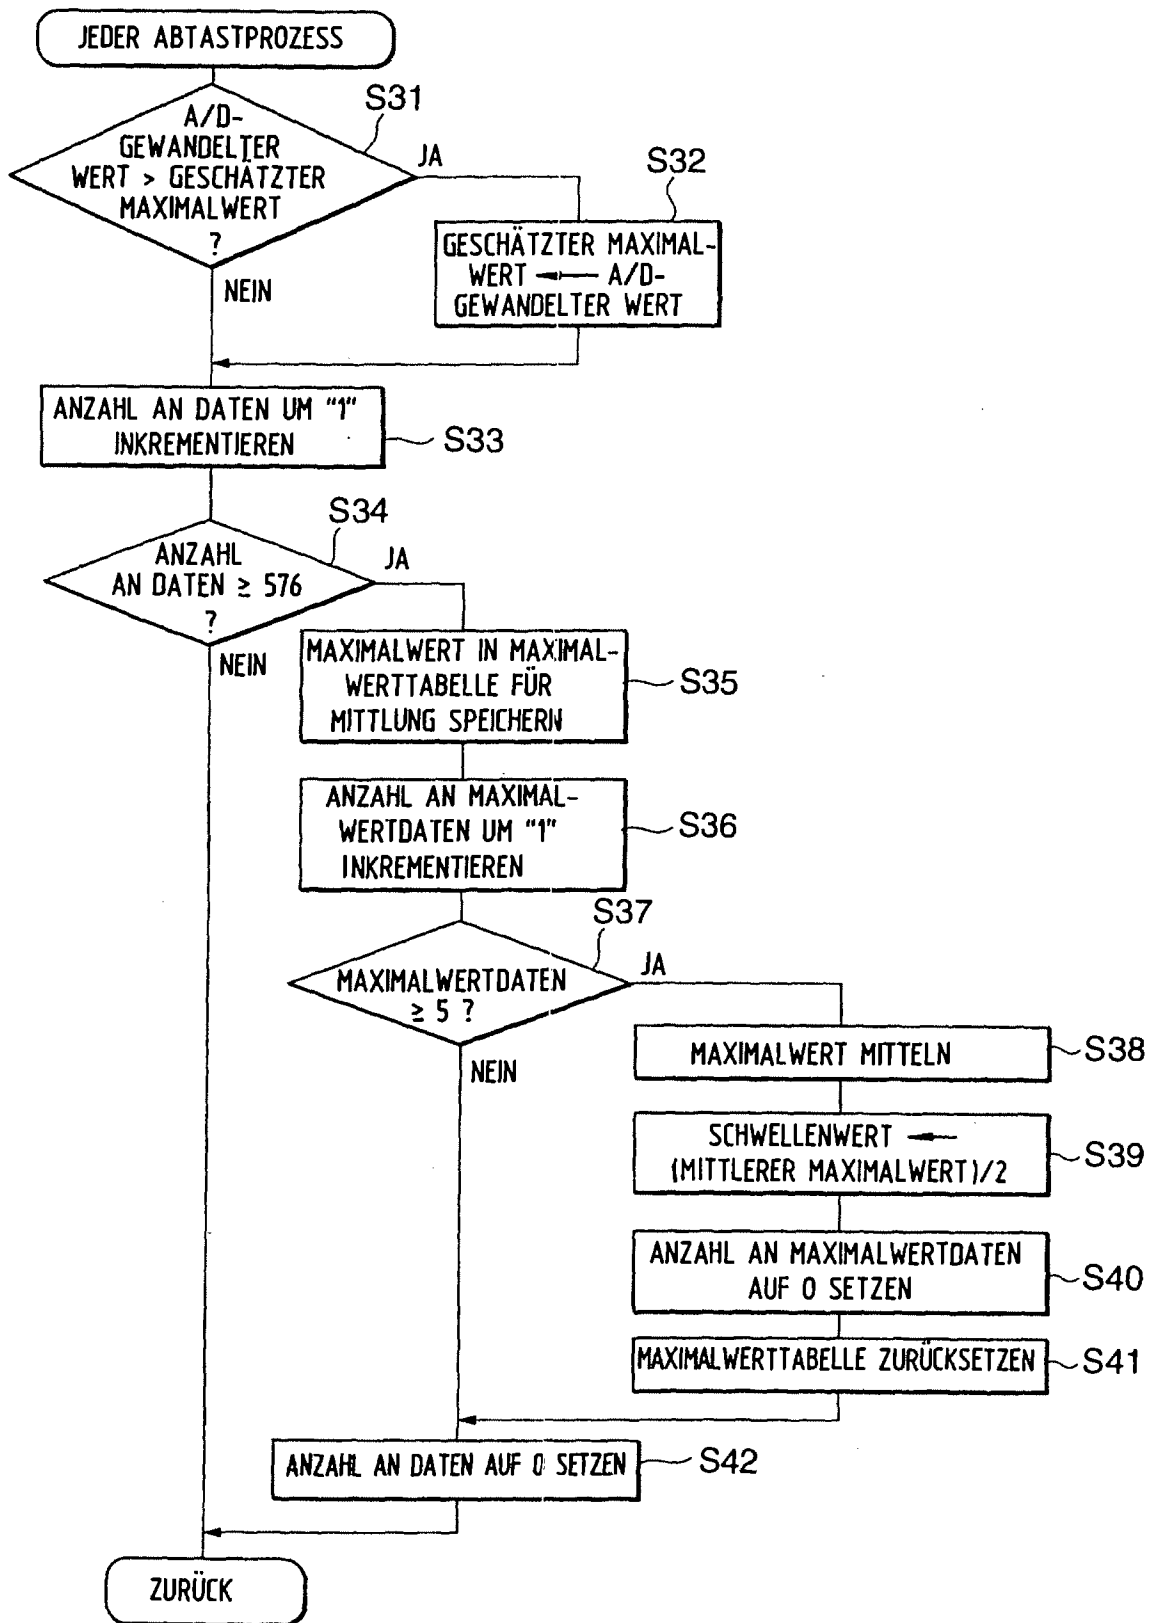 JEDER ABTASTPROZESS
S31
A/D-
GEWANDELTER
WERT > GESCHÄTZTER
MAXIMALWERT
?
JA
NEIN
S32
GESCHÄTZTER MAXIMAL-
WERT ← A/D-
GEWANDELTER WERT
ANZAHL AN DATEN UM "1"
INKREMENTIEREN
S33
S34
ANZAHL
AN DATEN ≥ 576
?
JA
NEIN
MAXIMALWERT IN MAXIMAL-
WERTTABELLE FÜR
MITTLUNG SPEICHERN
S35
ANZAHL AN MAXIMAL-
WERTDATEN UM "1"
INKREMENTIEREN
S36
S37
MAXIMALWERTDATEN
≥ 5 ?
JA
NEIN
MAXIMALWERT MITTELN
S38
SCHWELLENWERT ←
(MITTLERER MAXIMALWERT)/2
S39
ANZAHL AN MAXIMALWERTDATEN
AUF 0 SETZEN
S40
MAXIMALWERTTABELLE ZURÜCKSETZEN
S41
ANZAHL AN DATEN AUF 0 SETZEN
S42
ZURÜCK